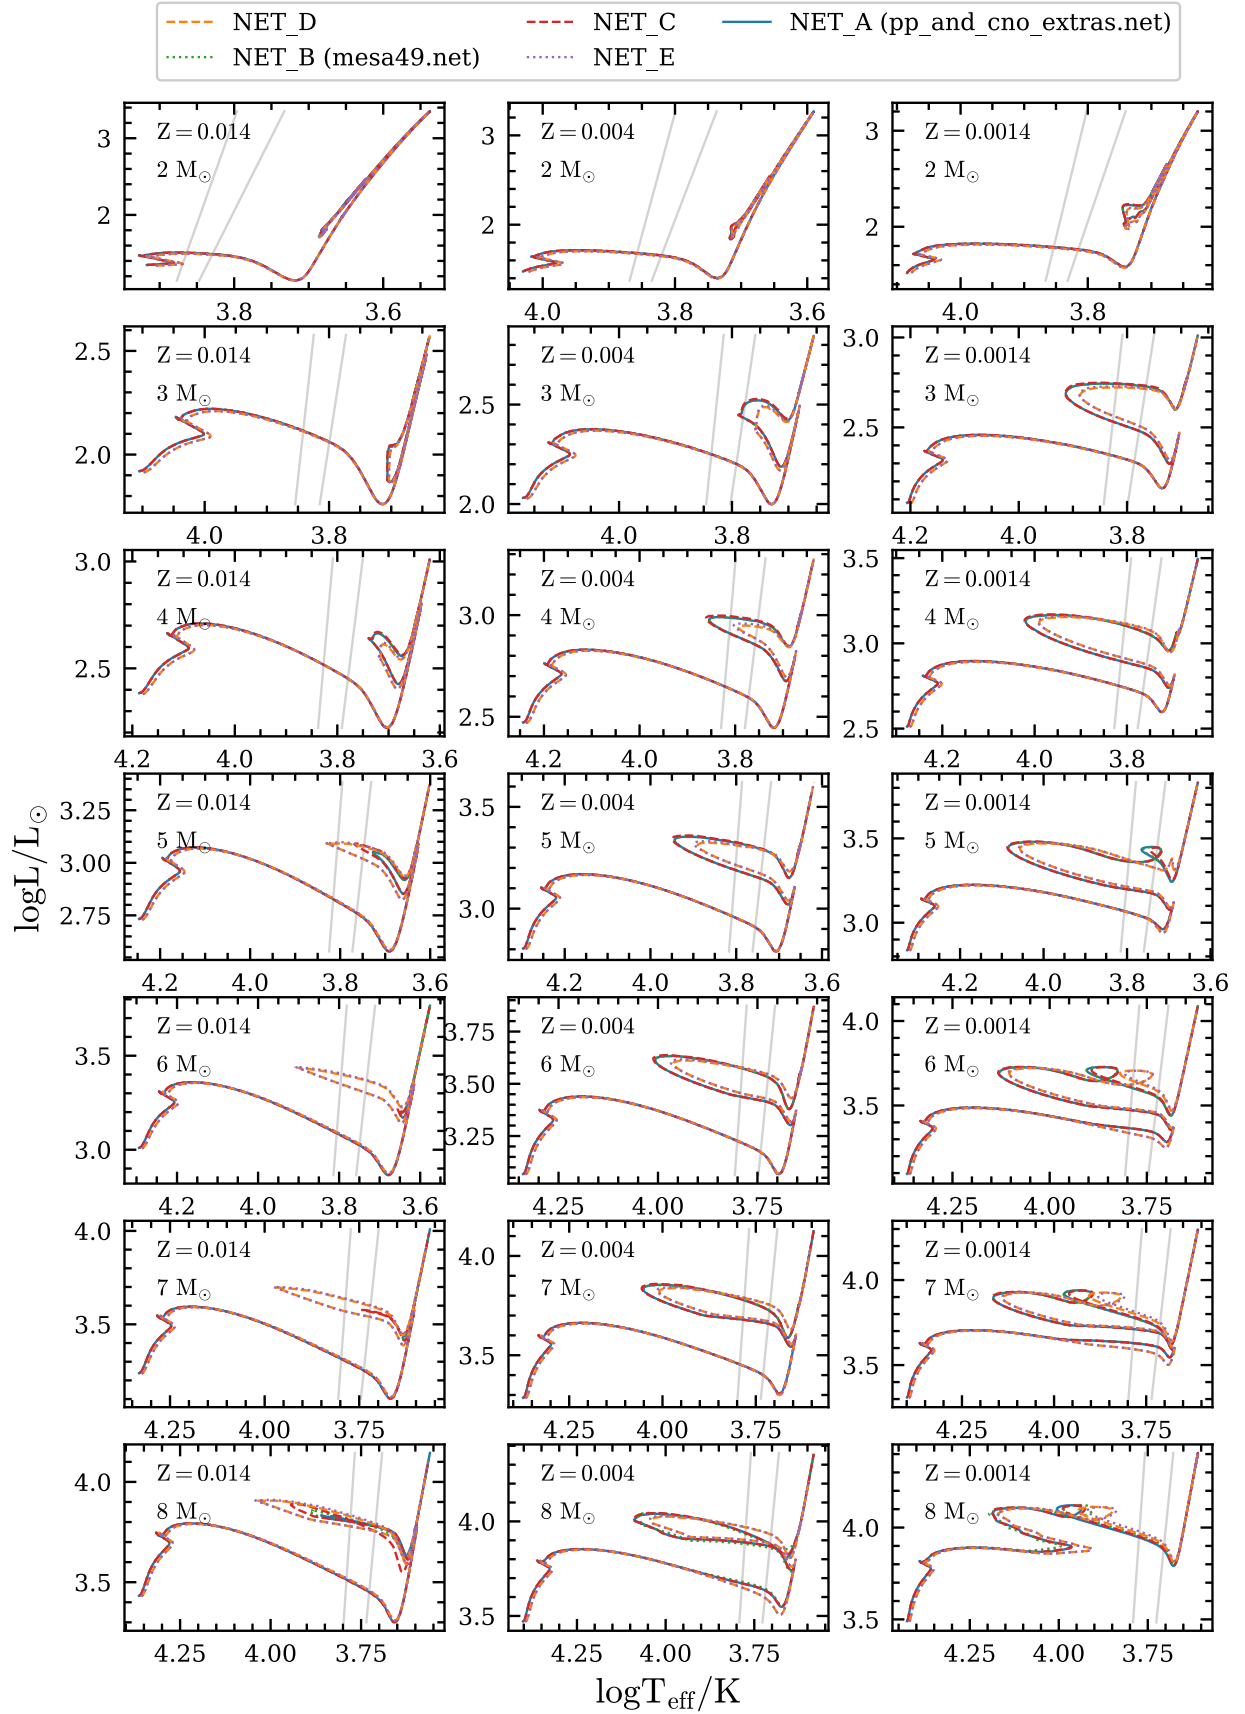 NET_D NET_C NET_A (pp_and_cno_extras.net)
NET_B (mesa49.net) NET_E
Z = 0.014 Z = 0.004 Z = 0.0014
2 M☉ 2 M☉ 2 M☉
3 2 3 2 3 2
3.8 3.6 4.0 3.8 3.6 4.0 3.8
Z = 0.014 Z = 0.004 Z = 0.0014
3 M☉ 3 M☉ 3 M☉
2.5 2.0 2.5 2.0 3.0 2.5
4.0 3.8 4.0 3.8 4.2 4.0 3.8
Z = 0.014 Z = 0.004 Z = 0.0014
4 M☉ 4 M☉ 4 M☉
3.0 2.5 3.0 2.5 3.5 3.0 2.5
4.2 4.0 3.8 3.6 4.2 4.0 3.8 4.2 4.0 3.8
Z = 0.014 Z = 0.004 Z = 0.0014
5 M☉ 5 M☉ 5 M☉
3.25 3.00 2.75 3.5 3.0 3.5 3.0
4.2 4.0 3.8 3.6 4.2 4.0 3.8 3.6 4.2 4.0 3.8 3.6
Z = 0.014 Z = 0.004 Z = 0.0014
6 M☉ 6 M☉ 6 M☉
3.5 3.0 3.75 3.50 3.25 4.0 3.5
4.2 4.0 3.8 3.6 4.25 4.00 3.75 4.25 4.00 3.75
Z = 0.014 Z = 0.004 Z = 0.0014
7 M☉ 7 M☉ 7 M☉
4.0 3.5 4.0 3.5 4.0 3.5
4.25 4.00 3.75 4.25 4.00 3.75 4.25 4.00 3.75
Z = 0.014 Z = 0.004 Z = 0.0014
8 M☉ 8 M☉ 8 M☉
4.0 3.5 4.0 3.5 4.0 3.5
4.25 4.00 3.75 4.25 4.00 3.75 4.25 4.00 3.75
logL/L☉
logTeff/K